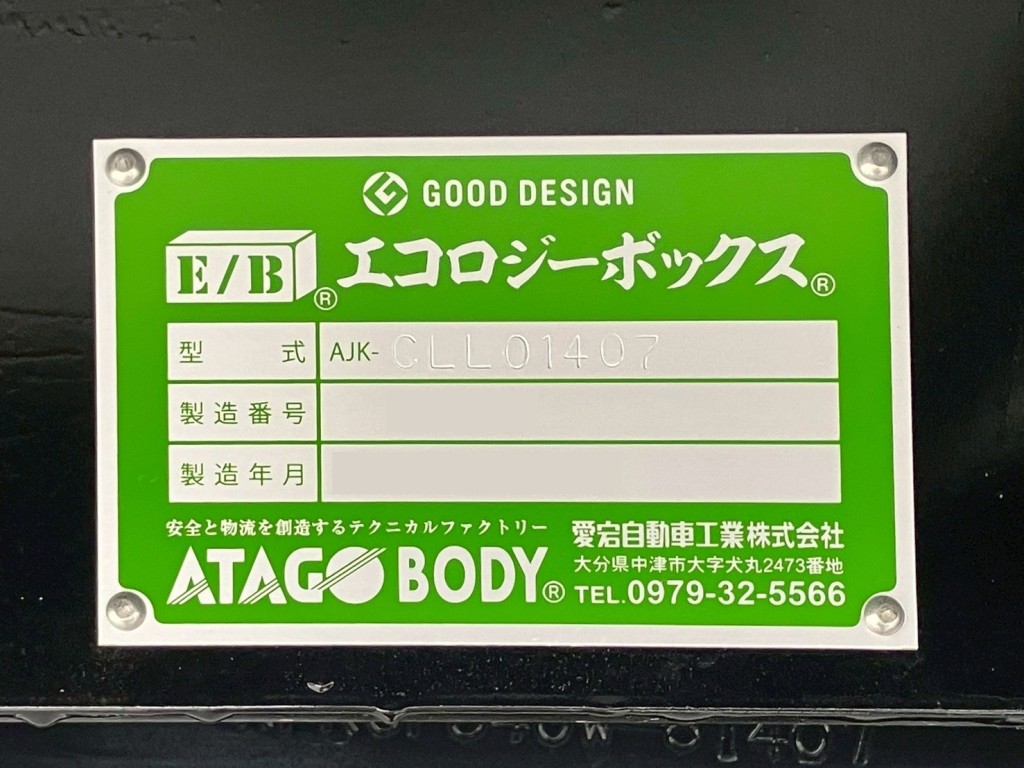 GOOD DESIGN
E/B® エコロジーボックス®
型式 AJK-CLL01407
製造番号
製造年月
安全と物流を創造するテクニカルファクトリー
ATAGO BODY®
愛宕自動車工業株式会社
大分県中津市大字犬丸2473番地
TEL.0979-32-5566
01407